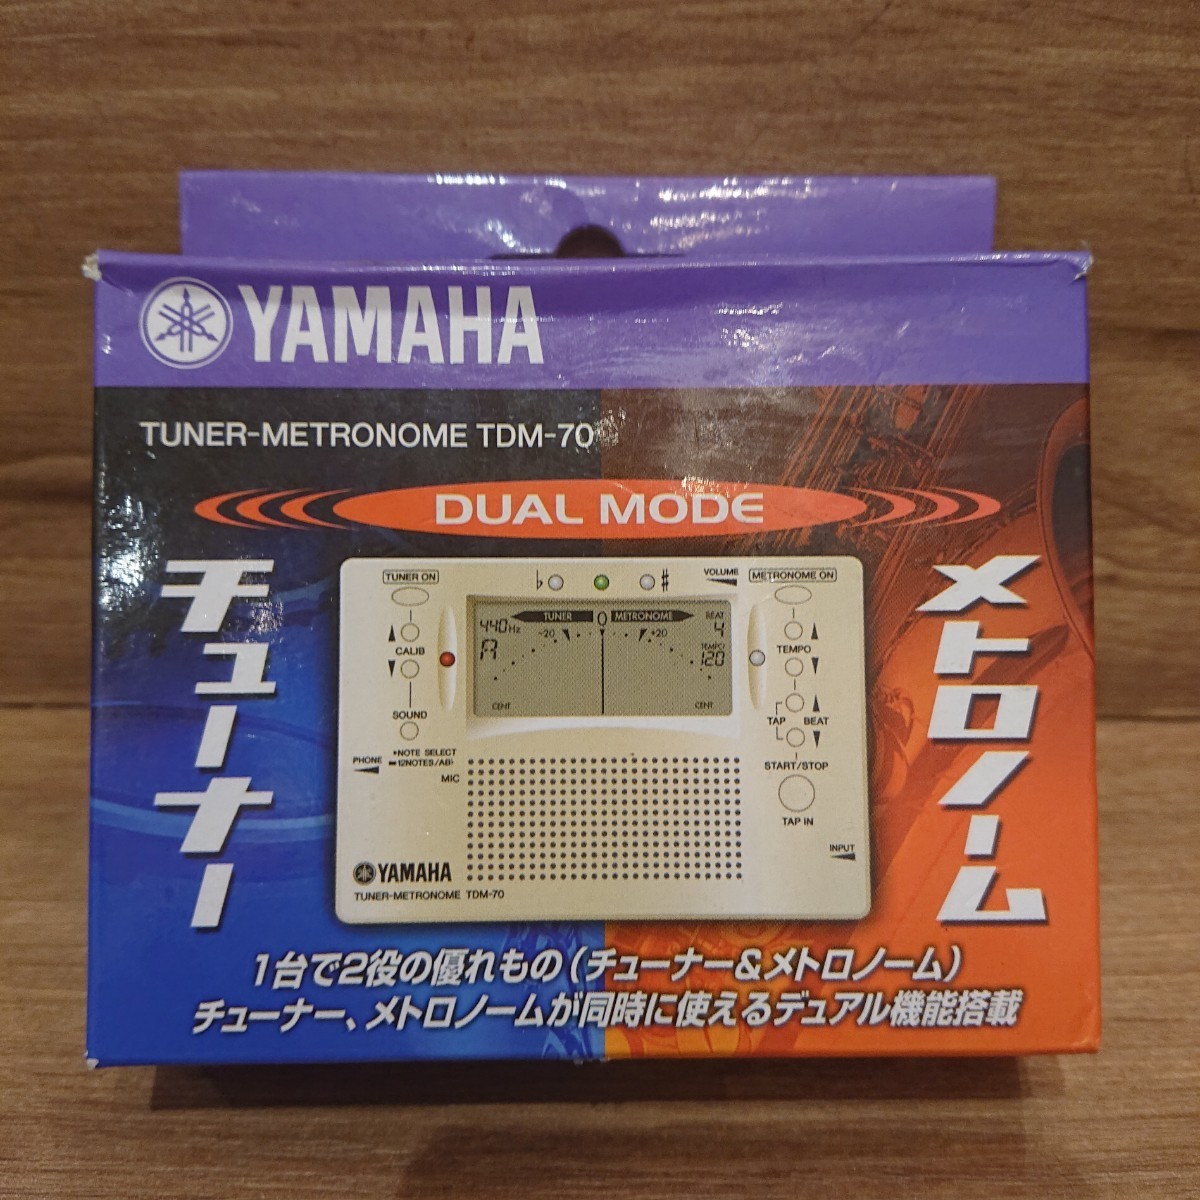 YAMAHA
TUNER-METRONOME TDM-70
DUAL MODE
チューナー
メトロノーム
TUNER ON
♭
♯
VOLUME
METRONOME ON
TUNER
METRONOME
440Hz
-20
0
+20
BEAT
4
A
TEMPO
120
CENT
CENT
CALIB
SOUND
*NOTE SELECT
12NOTES/AB♭
PHONE
MIC
TEMPO
TAP
BEAT
START/STOP
TAP IN
INPUT
YAMAHA
TUNER-METRONOME TDM-70
1台で2役の優れもの(チューナー&メトロノーム)
チューナー、メトロノームが同時に使えるデュアル機能搭載